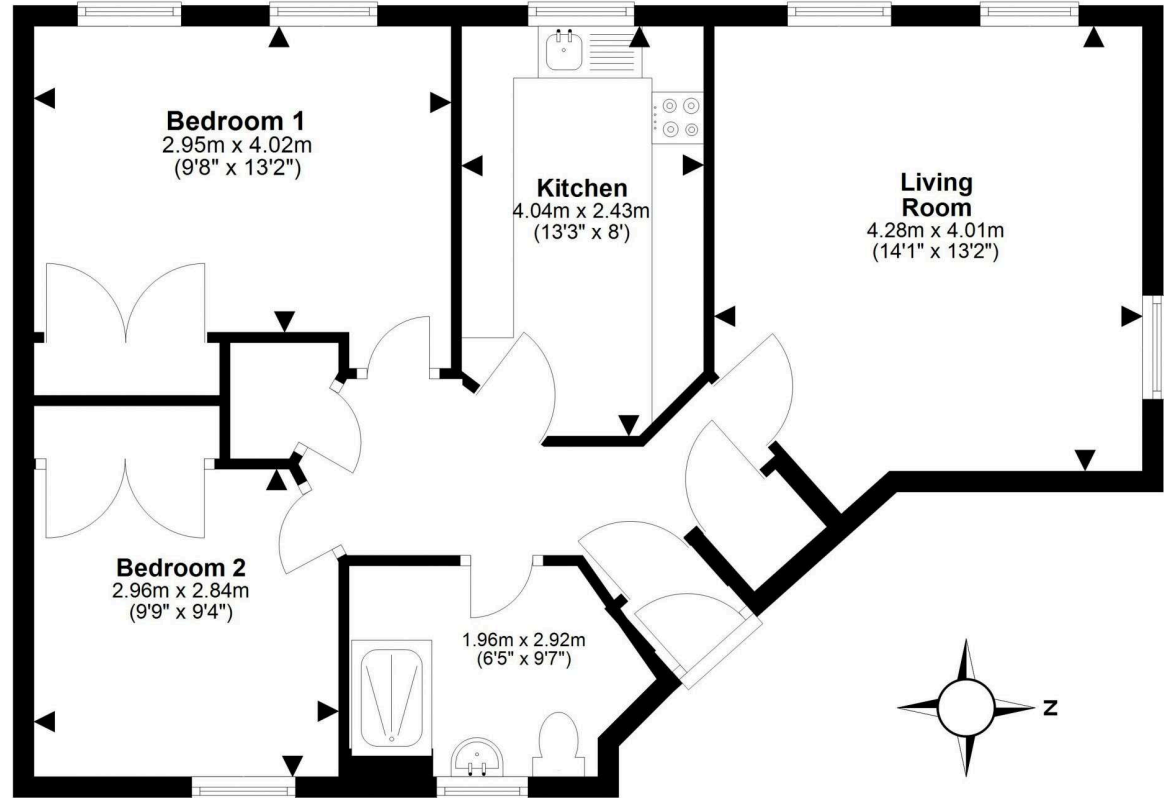 Bedroom 1
2.95m x 4.02m
(9'8" x 13'2")
Kitchen
4.04m x 2.43m
(13'3" x 8')
Living
Room
4.28m x 4.01m
(14'1" x 13'2")
Bedroom 2
2.96m x 2.84m
(9'9" x 9'4")
1.96m x 2.92m
(6'5" x 9'7")
N